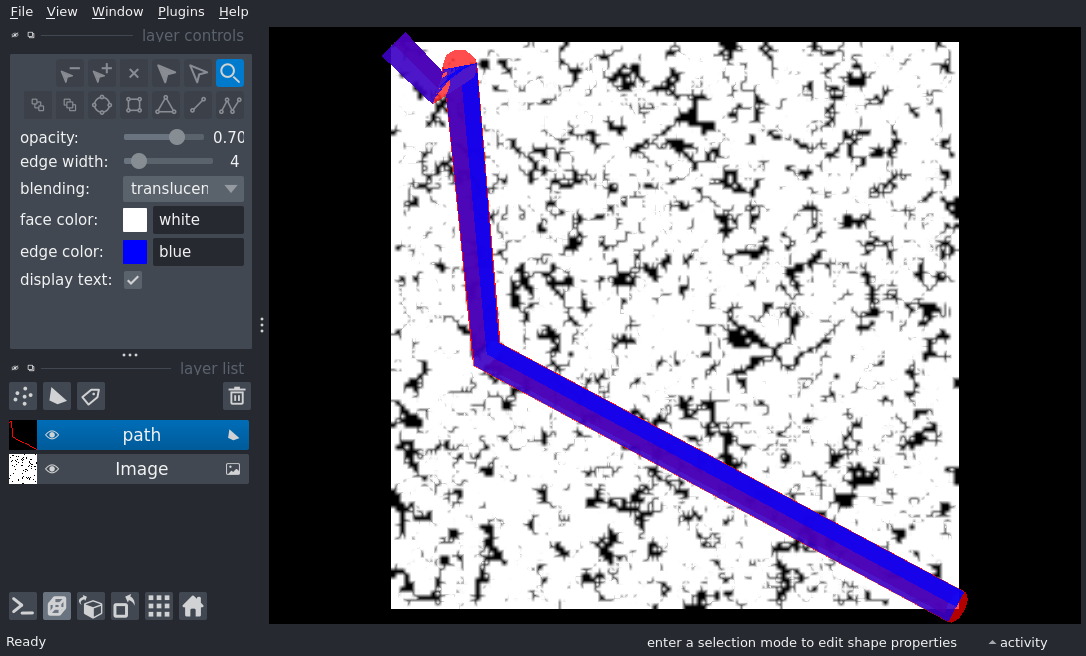 File View Window Plugins Help
layer controls
opacity: 0.70
edge width: 4
blending: translucen
face color: white
edge color: blue
display text:
layer list
path
Image
Ready
enter a selection mode to edit shape properties
activity